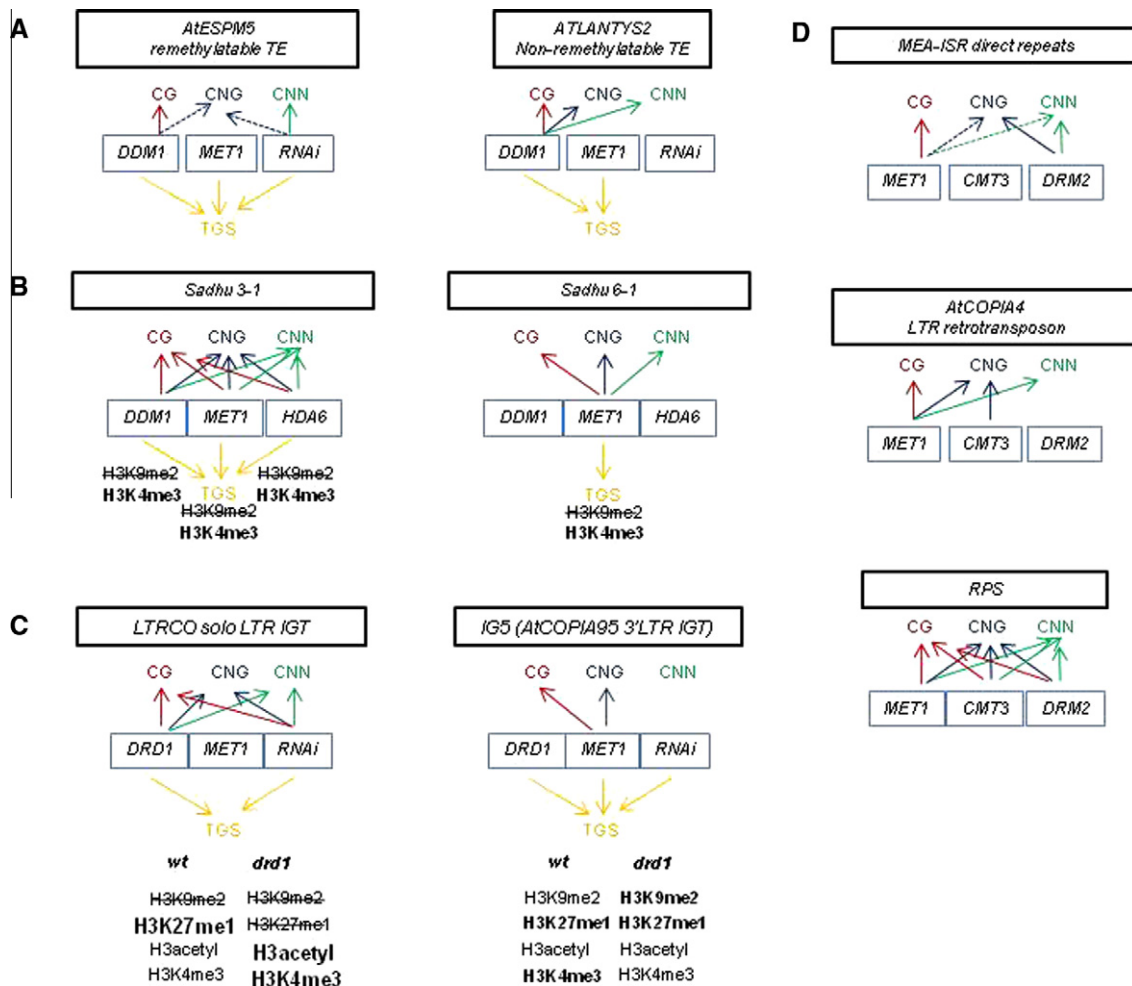 A
AtESPM5
remethylatable TE
CG CNG CNN
DDM1 MET1 RNAi
TGS
ATLANTYS2
Non-remethylatable TE
CG CNG CNN
DDM1 MET1 RNAi
TGS
B
Sadhu 3-1
CG CNG CNN
DDM1 MET1 HDA6
H3K9me2 H3K9me2
H3K4me3 TGS H3K4me3
H3K9me2
H3K4me3
Sadhu 6-1
CG CNG CNN
DDM1 MET1 HDA6
TGS
H3K9me2
H3K4me3
C
LTRCO solo LTR IGT
CG CNG CNN
DRD1 MET1 RNAi
TGS
wt drd1
H3K9me2 H3K9me2
H3K27me1 H3K27me1
H3acetyl H3acetyl
H3K4me3 H3K4me3
IG5 (AtCOPIA95 3'LTR IGT)
CG CNG CNN
DRD1 MET1 RNAi
TGS
wt drd1
H3K9me2 H3K9me2
H3K27me1 H3K27me1
H3acetyl H3acetyl
H3K4me3 H3K4me3
D
MEA-ISR direct repeats
CG CNG CNN
MET1 CMT3 DRM2
AtCOPIA4
LTR retrotransposon
CG CNG CNN
MET1 CMT3 DRM2
RPS
CG CNG CNN
MET1 CMT3 DRM2